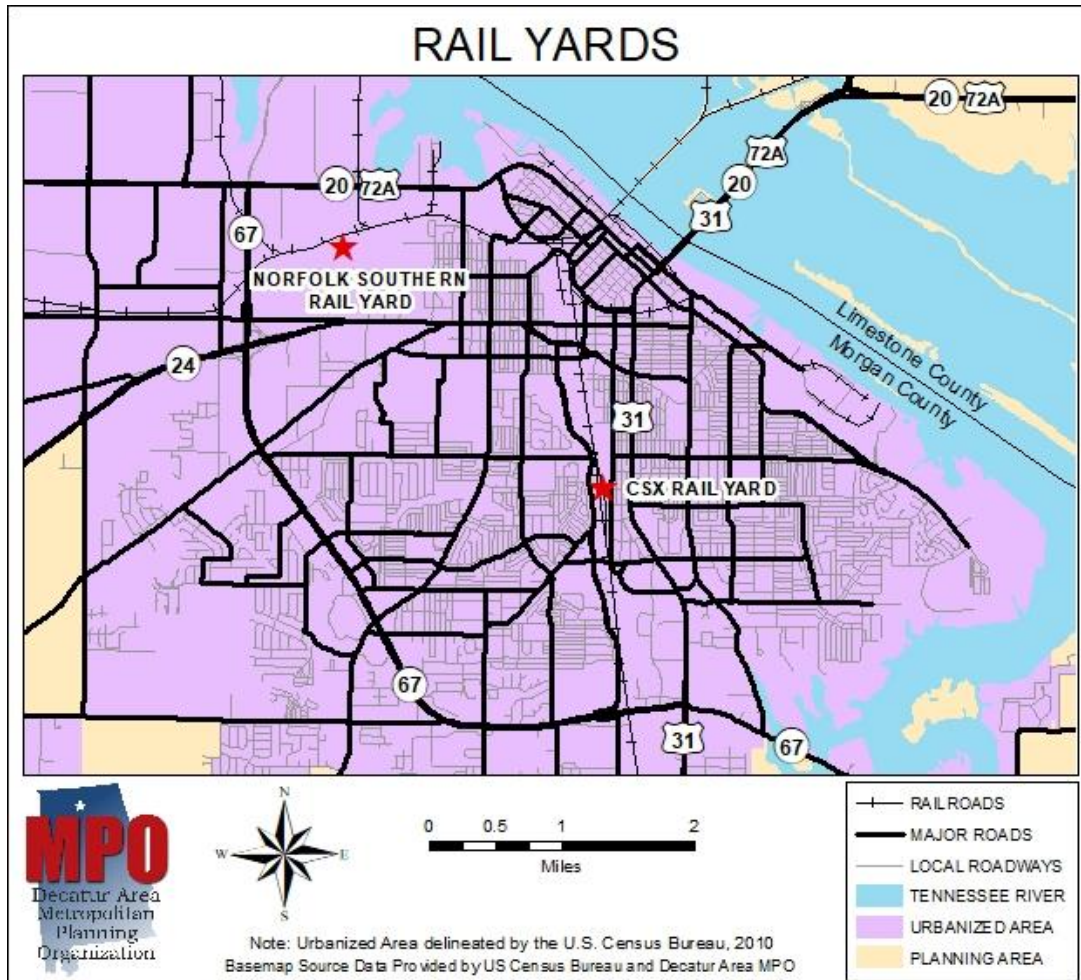 RAIL YARDS
20 72A
72A
20
31
20 72A
67
NORFOLK SOUTHERN
RAIL YARD
24
Limestone County
Morgan County
31
CSX RAIL YARD
67
31
67
MPO
Decatur Area
Metropolitan
Planning
Organization
N
W E
S
0 0.5 1 2
Miles
RAILROADS
MAJOR ROADS
LOCAL ROADWAYS
TENNESSEE RIVER
URBANIZED AREA
PLANNING AREA
Note: Urbanized Area delineated by the U.S. Census Bureau, 2010
Basemap Source Data Provided by US Census Bureau and Decatur Area MPO